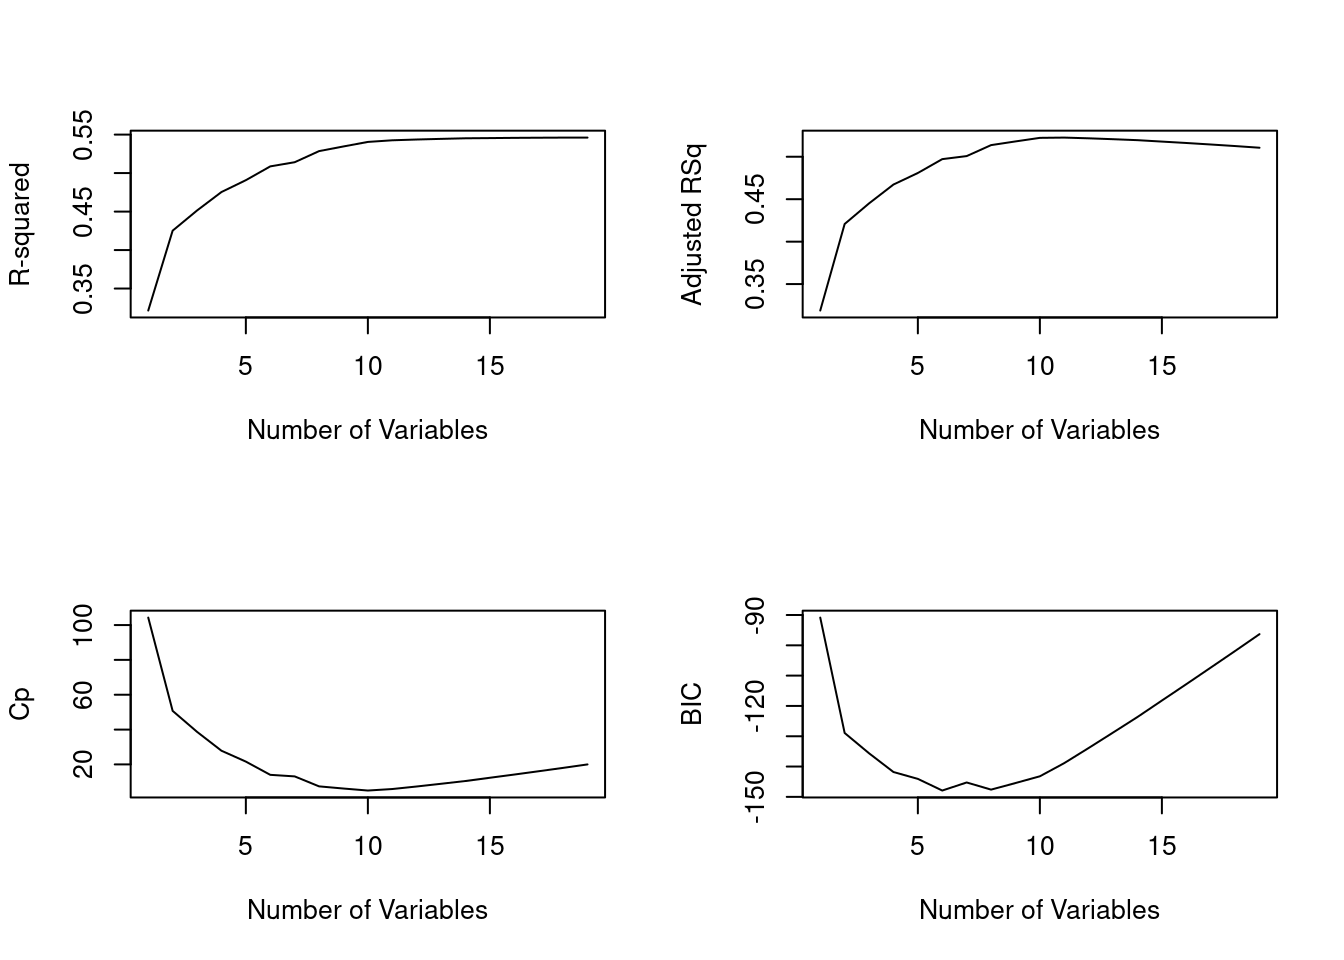 R-squared
0.55
0.45
0.35
5 10 15
Number of Variables
Adjusted RSq
0.45
0.35
5 10 15
Number of Variables
Cp
100
60
20
5 10 15
Number of Variables
BIC
-90
-120
-150
5 10 15
Number of Variables